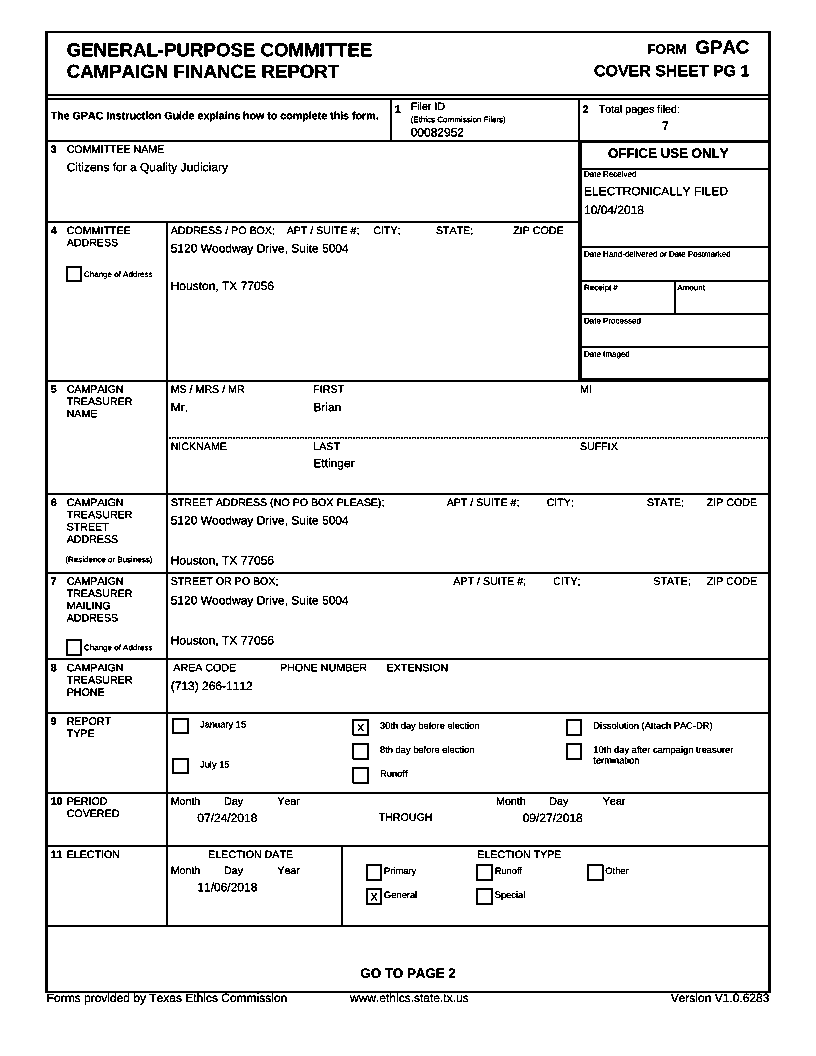 GENERAL-PURPOSE COMMITTEE
CAMPAIGN FINANCE REPORT
FORM GPAC
COVER SHEET PG 1
The GPAC Instruction Guide explains how to complete this form.
1 Filer ID
(Ethics Commission Filers)
00082952
2 Total pages filed:
7
3 COMMITTEE NAME
Citizens for a Quality Judiciary
OFFICE USE ONLY
Date Received
ELECTRONICALLY FILED
10/04/2018
Date Hand-delivered or Date Postmarked
Receipt # Amount
Date Processed
Date Imaged
4 COMMITTEE
ADDRESS
Change of Address
ADDRESS / PO BOX; APT / SUITE #; CITY; STATE; ZIP CODE
5120 Woodway Drive, Suite 5004
Houston, TX 77056
5 CAMPAIGN
TREASURER
NAME
MS / MRS / MR FIRST MI
Mr. Brian
NICKNAME LAST SUFFIX
Ettinger
6 CAMPAIGN
TREASURER
STREET
ADDRESS
(Residence or Business)
STREET ADDRESS (NO PO BOX PLEASE); APT / SUITE #; CITY; STATE; ZIP CODE
5120 Woodway Drive, Suite 5004
Houston, TX 77056
7 CAMPAIGN
TREASURER
MAILING
ADDRESS
Change of Address
STREET OR PO BOX; APT / SUITE #; CITY; STATE; ZIP CODE
5120 Woodway Drive, Suite 5004
Houston, TX 77056
8 CAMPAIGN
TREASURER
PHONE
AREA CODE PHONE NUMBER EXTENSION
(713) 266-1112
9 REPORT
TYPE
January 15
July 15
X 30th day before election
8th day before election
Runoff
Dissolution (Attach PAC-DR)
10th day after campaign treasurer
termination
10 PERIOD
COVERED
Month Day Year
07/24/2018
THROUGH
Month Day Year
09/27/2018
11 ELECTION
ELECTION DATE
Month Day Year
11/06/2018
ELECTION TYPE
Primary Runoff Other
X General Special
GO TO PAGE 2
Forms provided by Texas Ethics Commission www.ethics.state.tx.us Version V1.0.6283